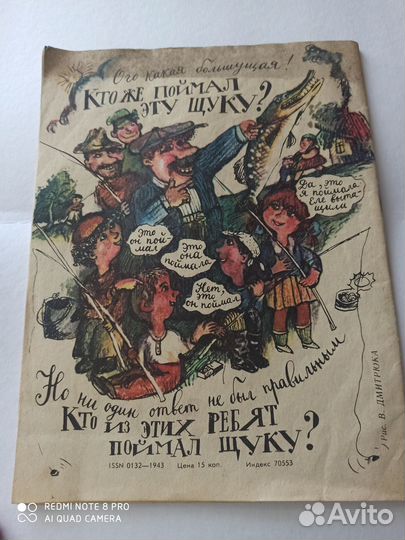 Ого какая большущая!
КТО ЖЕ ПОЙМАЛ
ЭТУ ЩУКУ?
Да, это
я поймала
Еле выта-
щили
Это
он пой
мал
Это
она
поймала
Нет,
это
он поймал
Но ни один ответ не был правильным
КТО ИЗ ЭТИХ РЕБЯТ
ПОЙМАЛ ЩУКУ?
Рис. В. ДМИТРЮКА
ISSN 0132—1943 Цена 15 коп. Индекс 70553
REDMI NOTE 8 PRO
AI QUAD CAMERA
Avito